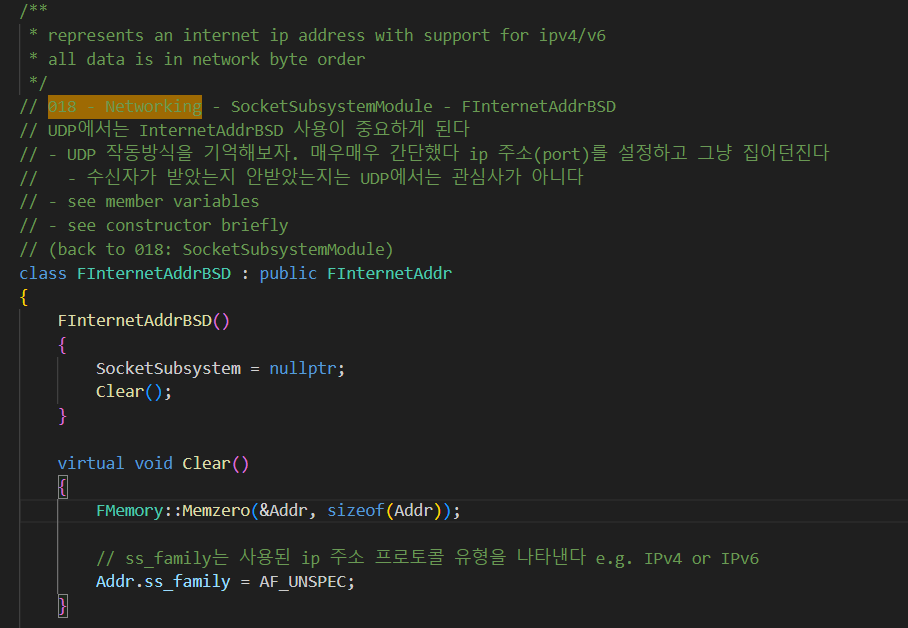 /**
 * represents an internet ip address with support for ipv4/v6
 * all data is in network byte order
 */
// 018 - Networking - SocketSubsystemModule - FInternetAddrBSD
// UDP에서는 InternetAddrBSD 사용이 중요하게 된다
// - UDP 작동방식을 기억해보자. 매우매우 간단했다 ip 주소(port)를 설정하고 그냥 집어던진다
//   - 수신자가 받았는지 안받았는지는 UDP에서는 관심사가 아니다
// - see member variables
// - see constructor briefly
// (back to 018: SocketSubsystemModule)
class FInternetAddrBSD : public FInternetAddr
{
    FInternetAddrBSD()
    {
        SocketSubsystem = nullptr;
        Clear();
    }

    virtual void Clear()
    {
        FMemory::Memzero(&Addr, sizeof(Addr));

        // ss_family는 사용된 ip 주소 프로토콜 유형을 나타낸다 e.g. IPv4 or IPv6
        Addr.ss_family = AF_UNSPEC;
    }